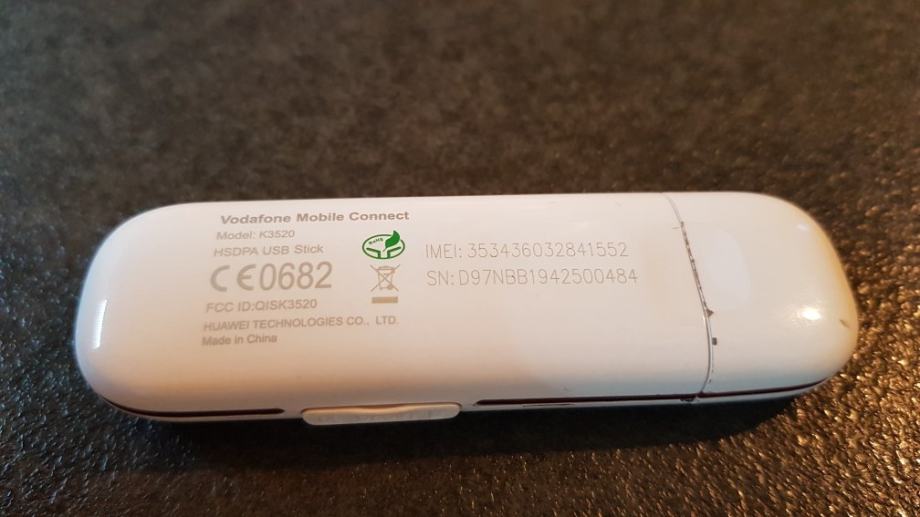 Vodafone Mobile Connect
Model: K3520
HSDPA USB Stick
CE0682
FCC ID:QISK3520
HUAWEI TECHNOLOGIES CO., LTD.
Made in China
RoHS
IMEI: 353436032841552
SN: D97NBB1942500484